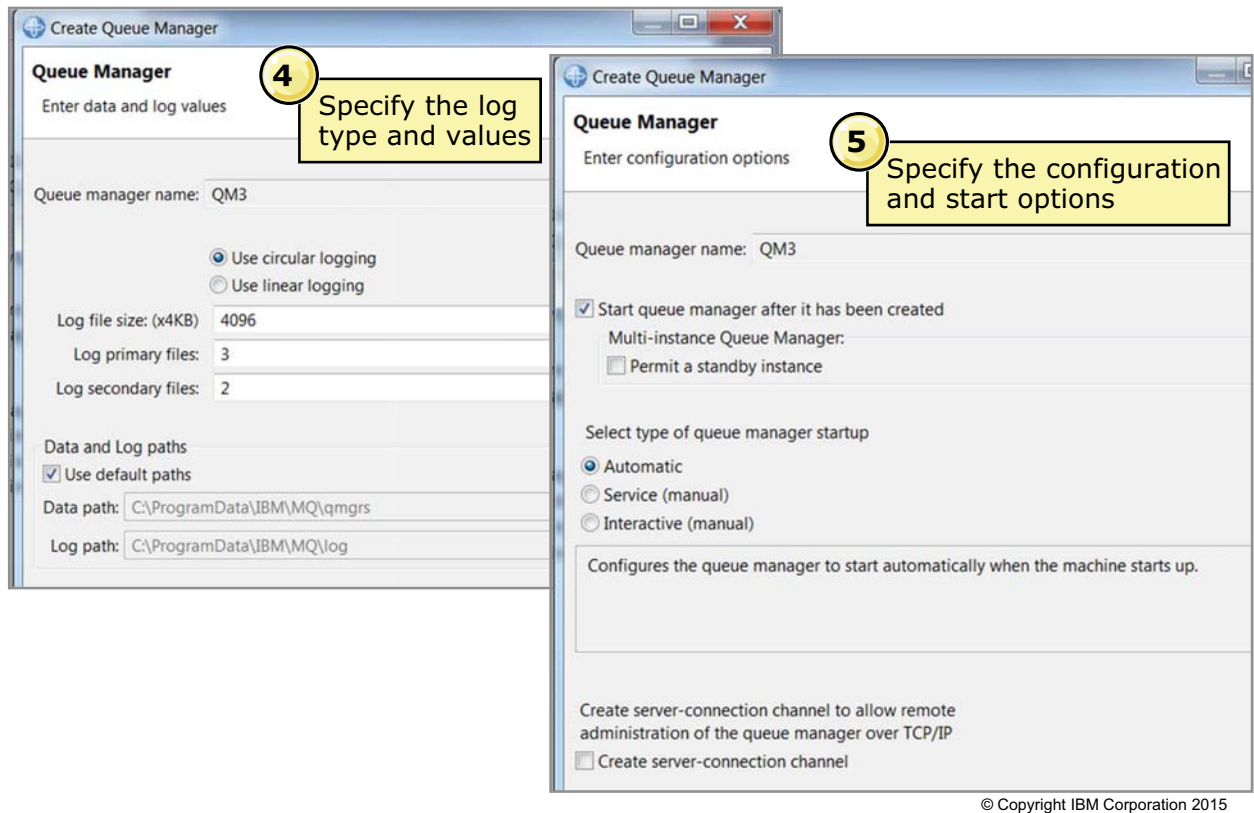 Create Queue Manager
Queue Manager
Enter data and log values
4
Specify the log
type and values
Queue manager name: QM3
Use circular logging
Use linear logging
Log file size: (x4KB) 4096
Log primary files: 3
Log secondary files: 2
Data and Log paths
Use default paths
Data path: C:\ProgramData\IBM\MQ\qmgrs
Log path: C:\ProgramData\IBM\MQ\log
Create Queue Manager
Queue Manager
Enter configuration options
5
Specify the configuration
and start options
Queue manager name: QM3
Start queue manager after it has been created
Multi-instance Queue Manager:
Permit a standby instance
Select type of queue manager startup
Automatic
Service (manual)
Interactive (manual)
Configures the queue manager to start automatically when the machine starts up.
Create server-connection channel to allow remote
administration of the queue manager over TCP/IP
Create server-connection channel
© Copyright IBM Corporation 2015